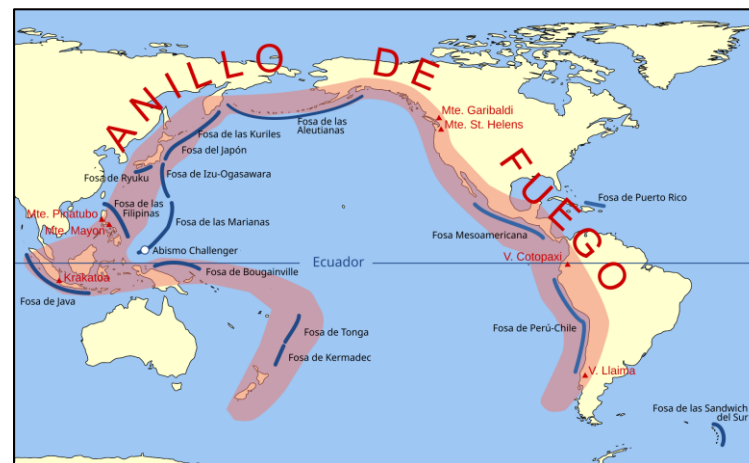 ANILLO DE FUEGO
Mte. Garibaldi
Mte. St. Helens
Fosa de las
Aleutianas
Fosa de las Kuriles
Fosa del Japón
Fosa de Ryuku
Fosa de Izu-Ogasawara
Fosa de las
Filipinas
Fosa de Puerto Rico
Mte. Pinatubo
Mte. Mayon
Fosa de las Marianas
Fosa Mesoamericana
Abismo Challenger
V. Cotopaxi
Ecuador
Fosa de Bougainville
Krakatoa
Fosa de Java
Fosa de Tonga
Fosa de Perú-Chile
Fosa de Kermadec
V. Llaima
Fosa de las Sandwich
del Sur